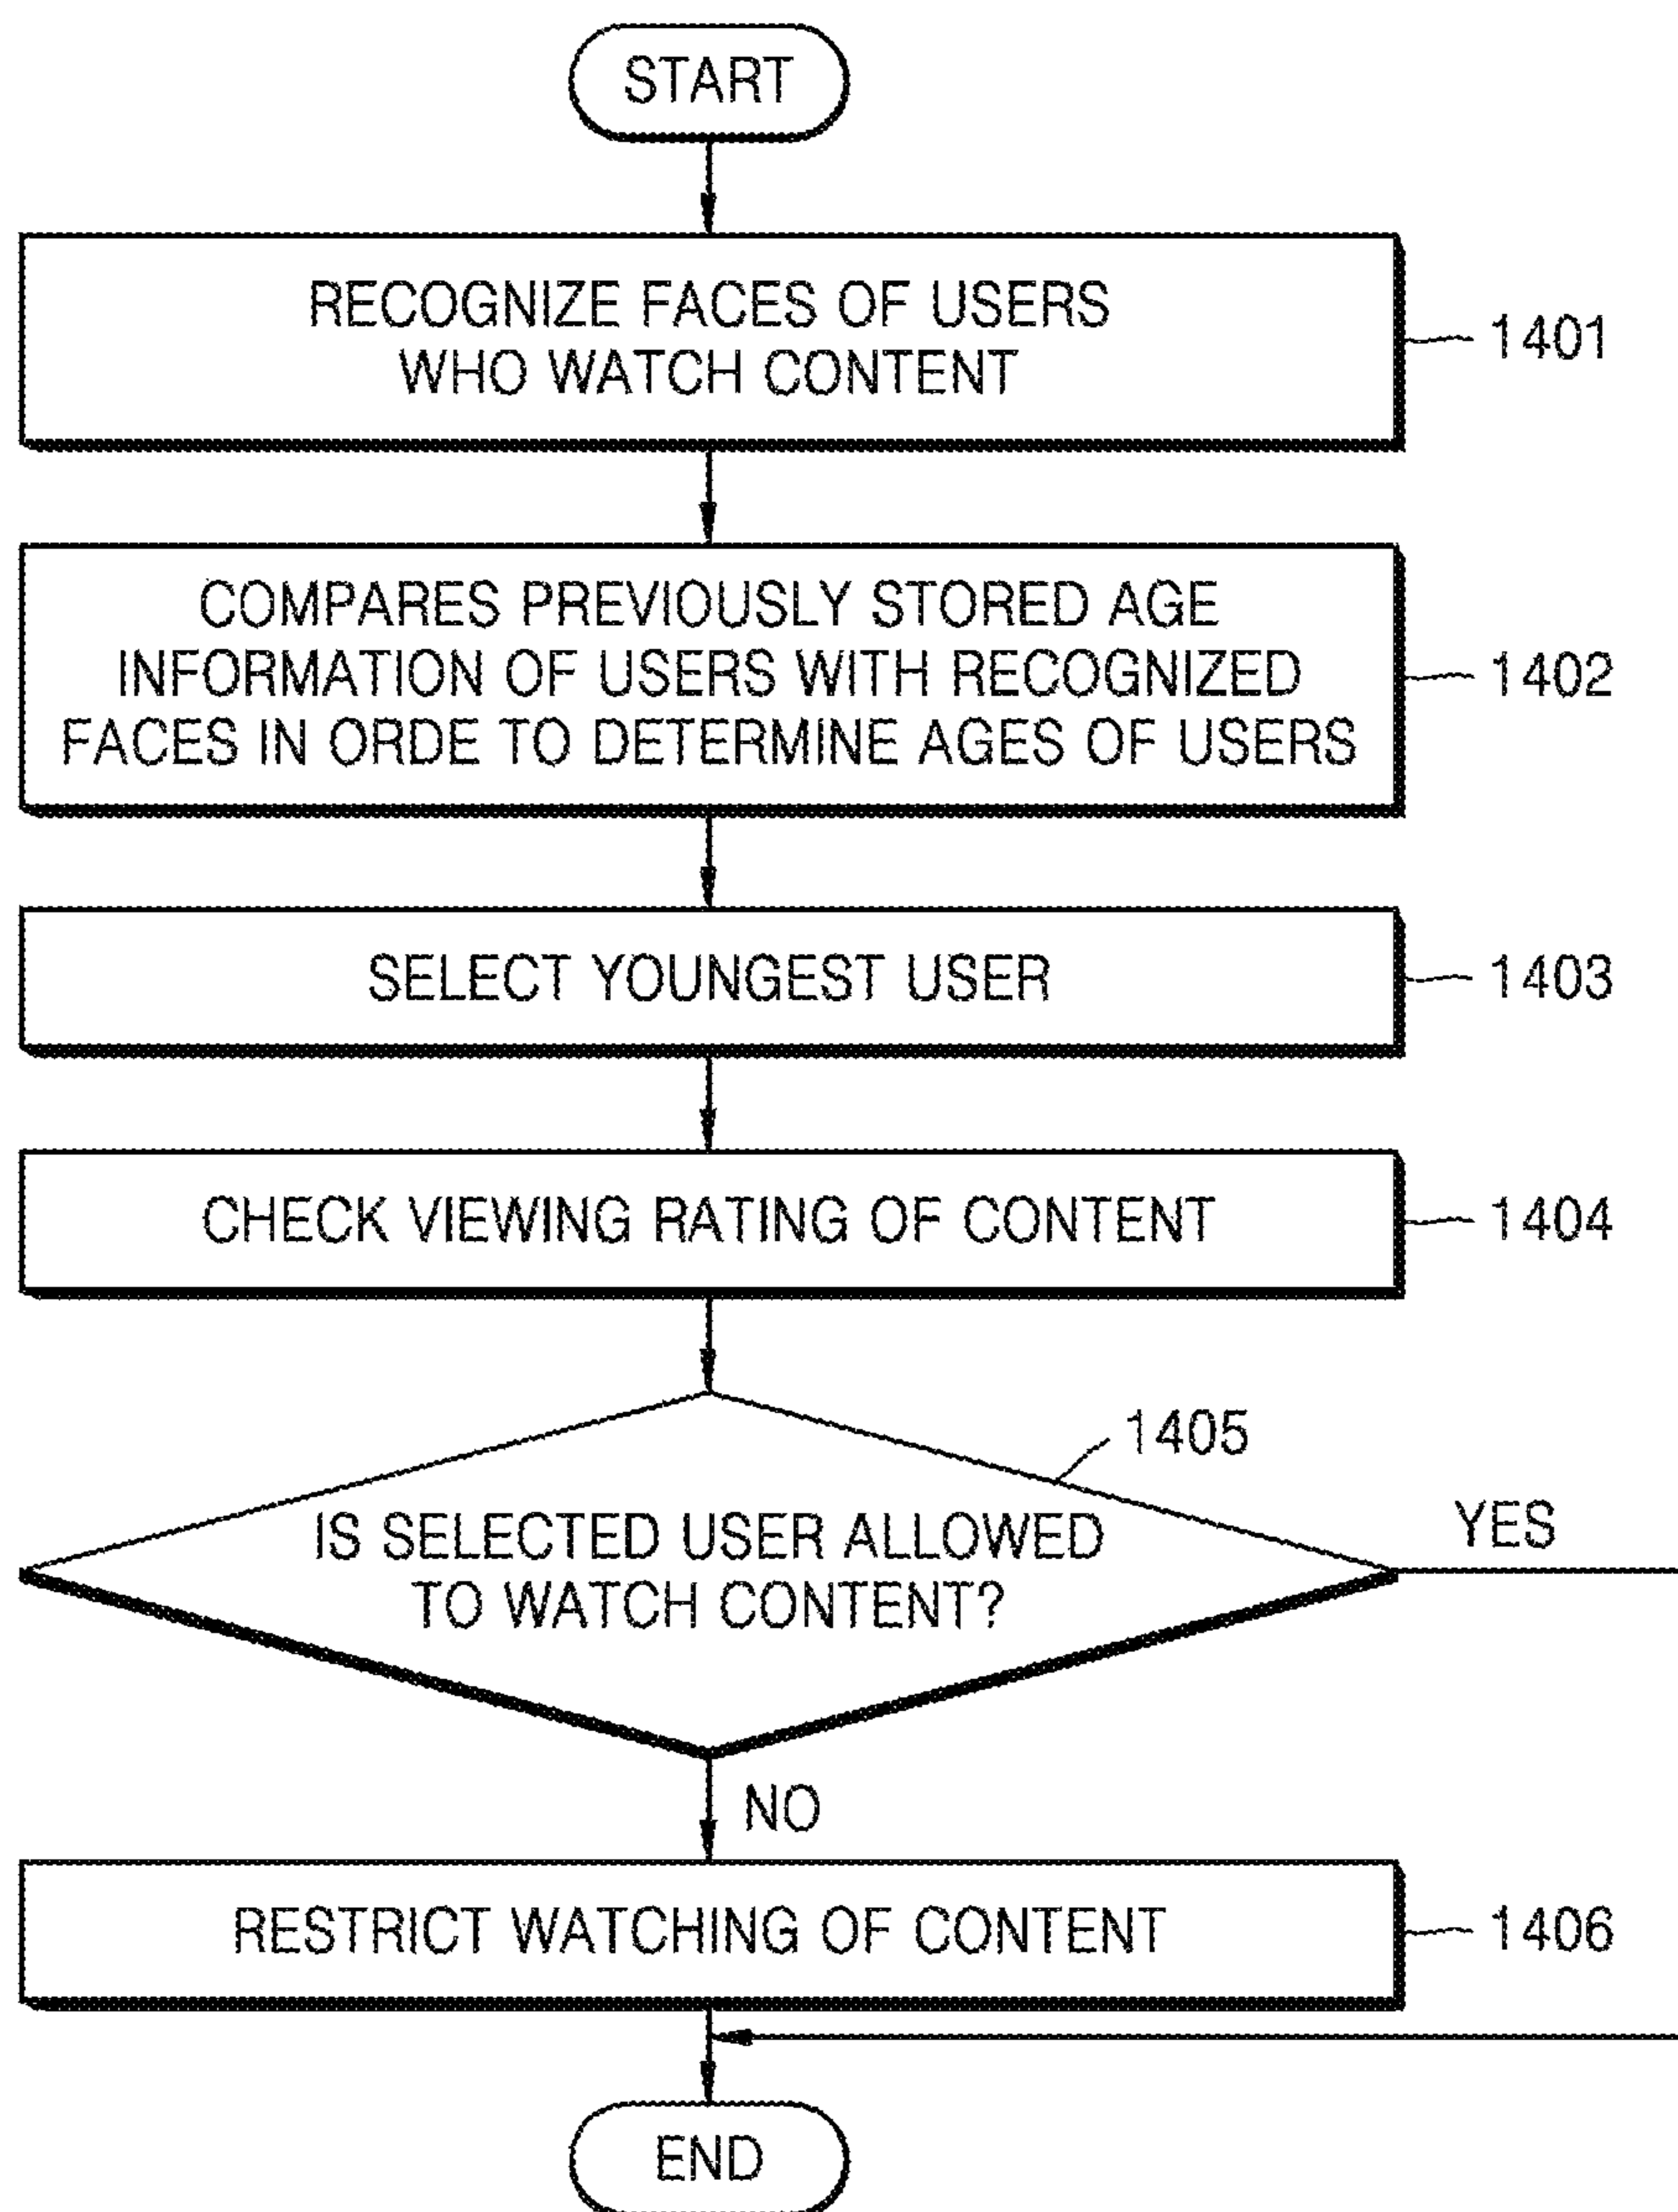 START
RECOGNIZE FACES OF USERS
WHO WATCH CONTENT
1401
COMPARES PREVIOUSLY STORED AGE
INFORMATION OF USERS WITH RECOGNIZED
FACES IN ORDE TO DETERMINE AGES OF USERS
1402
SELECT YOUNGEST USER
1403
CHECK VIEWING RATING OF CONTENT
1404
1405
IS SELECTED USER ALLOWED
TO WATCH CONTENT?
YES
NO
RESTRICT WATCHING OF CONTENT
1406
END